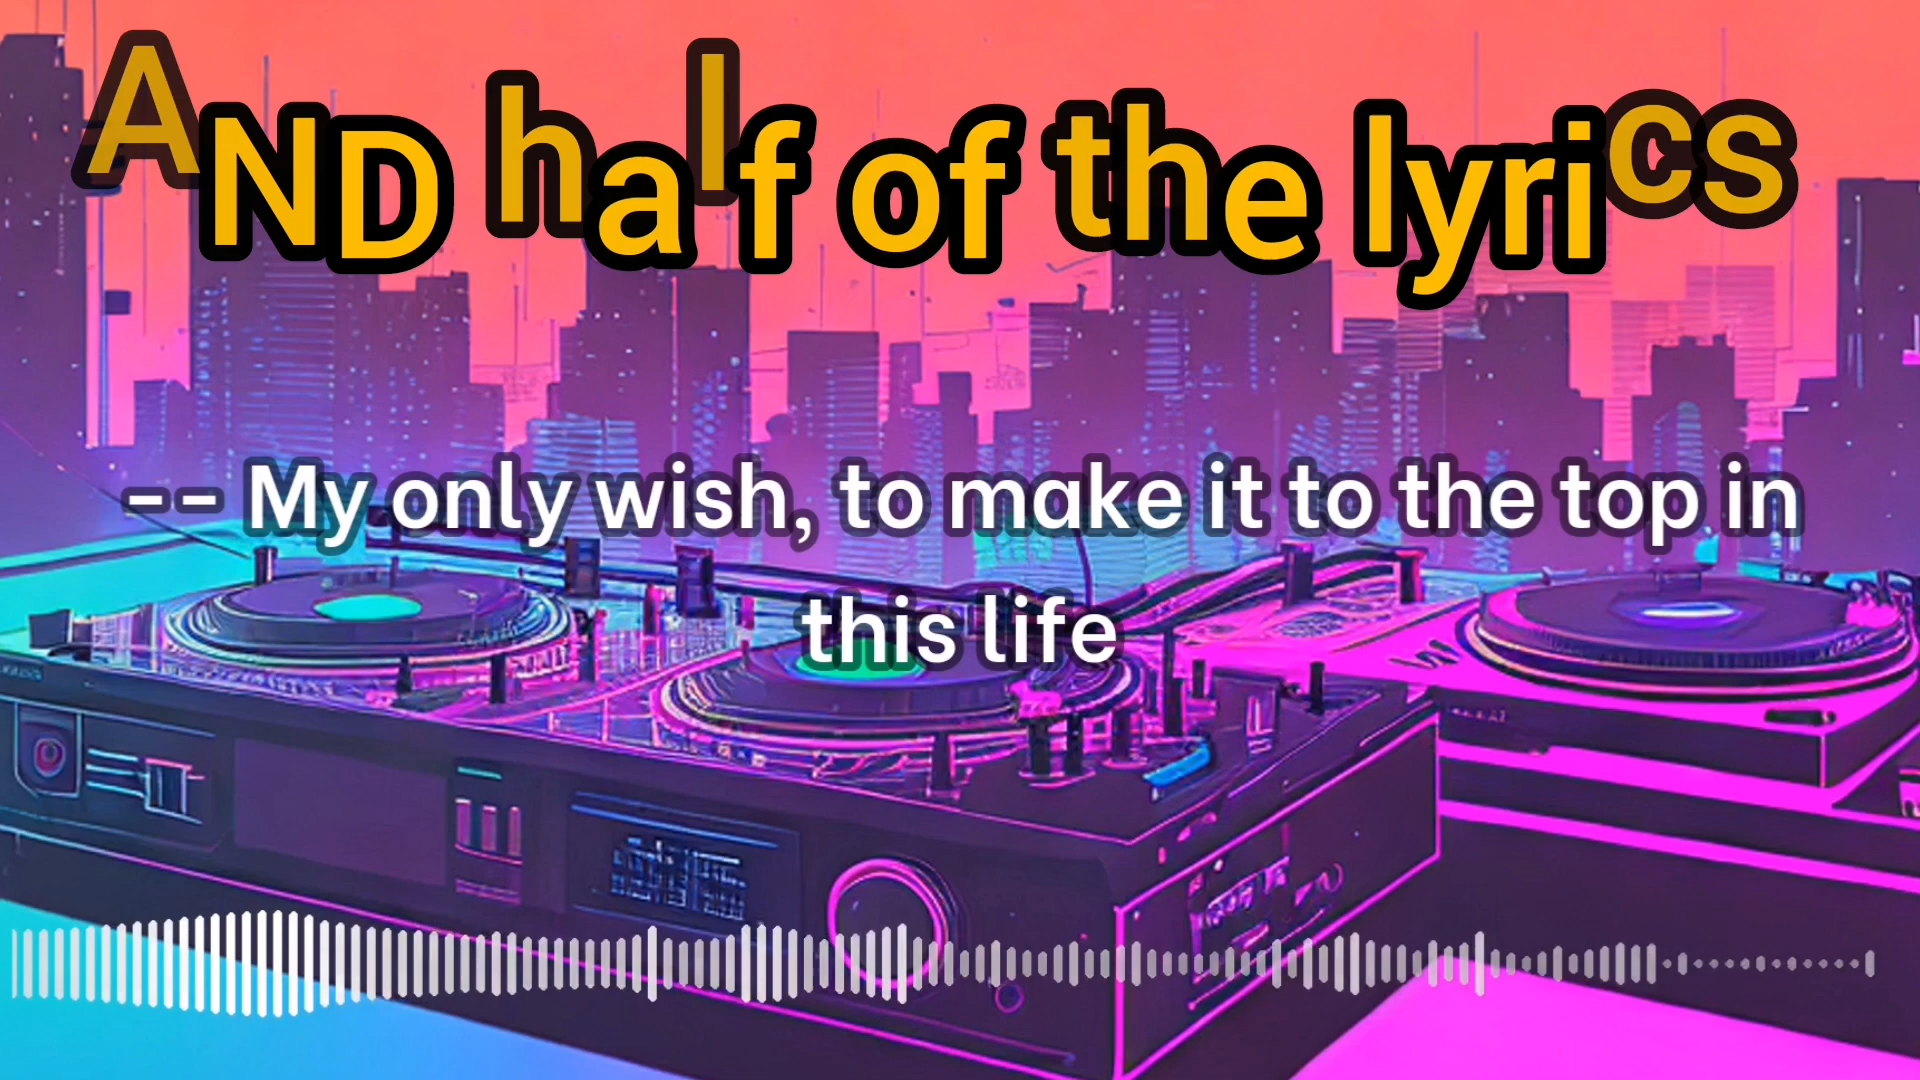 AND half of the lyrics
-- My only wish, to make it to the top in
this life